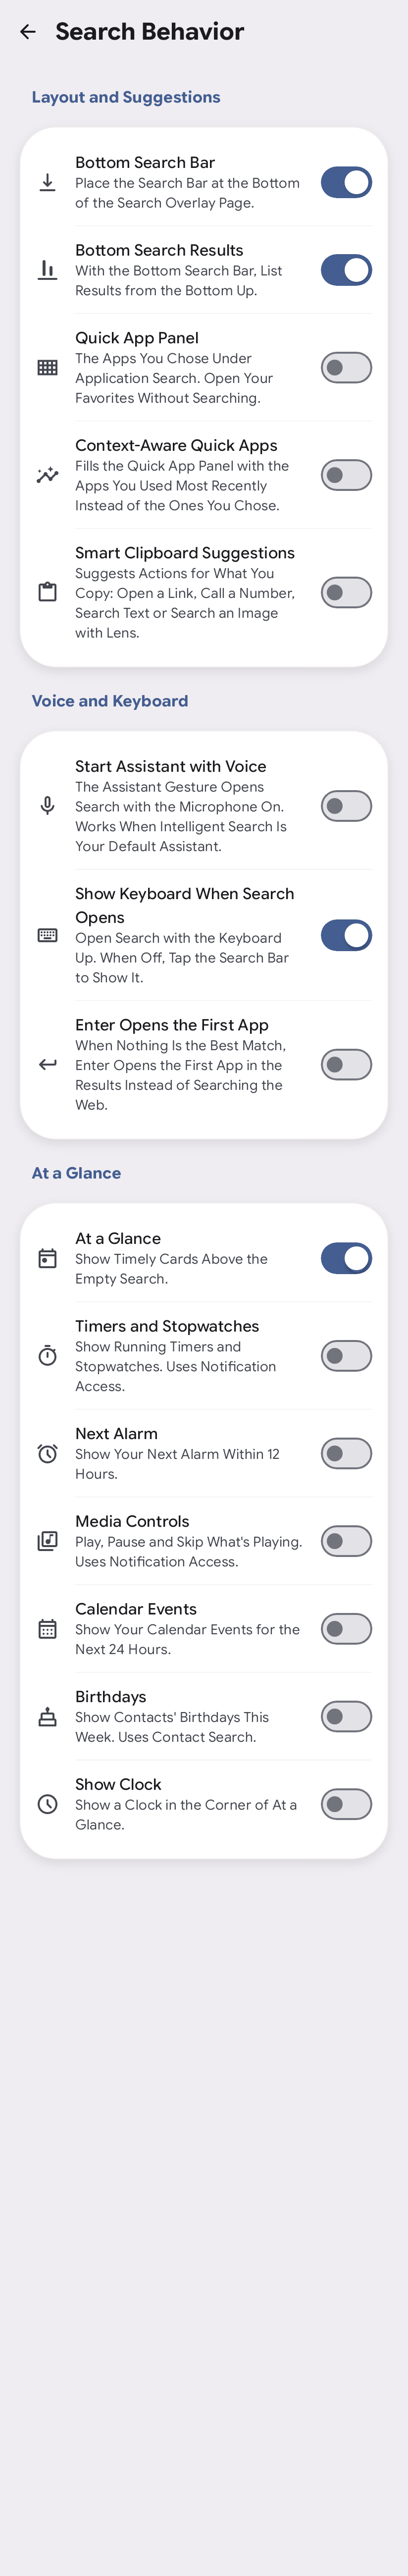 Search Behavior
Layout and Suggestions
Bottom Search Bar
Place the Search Bar at the Bottom
of the Search Overlay Page.
Bottom Search Results
With the Bottom Search Bar, List
Results from the Bottom Up.
Quick App Panel
The Apps You Chose Under
Application Search. Open Your
Favorites Without Searching.
Context-Aware Quick Apps
Fills the Quick App Panel with the
Apps You Used Most Recently
Instead of the Ones You Chose.
Smart Clipboard Suggestions
Suggests Actions for What You
Copy: Open a Link, Call a Number,
Search Text or Search an Image
with Lens.
Voice and Keyboard
Start Assistant with Voice
The Assistant Gesture Opens
Search with the Microphone On.
Works When Intelligent Search Is
Your Default Assistant.
Show Keyboard When Search
Opens
Open Search with the Keyboard
Up. When Off, Tap the Search Bar
to Show It.
Enter Opens the First App
When Nothing Is the Best Match,
Enter Opens the First App in the
Results Instead of Searching the
Web.
At a Glance
At a Glance
Show Timely Cards Above the
Empty Search.
Timers and Stopwatches
Show Running Timers and
Stopwatches. Uses Notification
Access.
Next Alarm
Show Your Next Alarm Within 12
Hours.
Media Controls
Play, Pause and Skip What's Playing.
Uses Notification Access.
Calendar Events
Show Your Calendar Events for the
Next 24 Hours.
Birthdays
Show Contacts' Birthdays This
Week. Uses Contact Search.
Show Clock
Show a Clock in the Corner of At a
Glance.